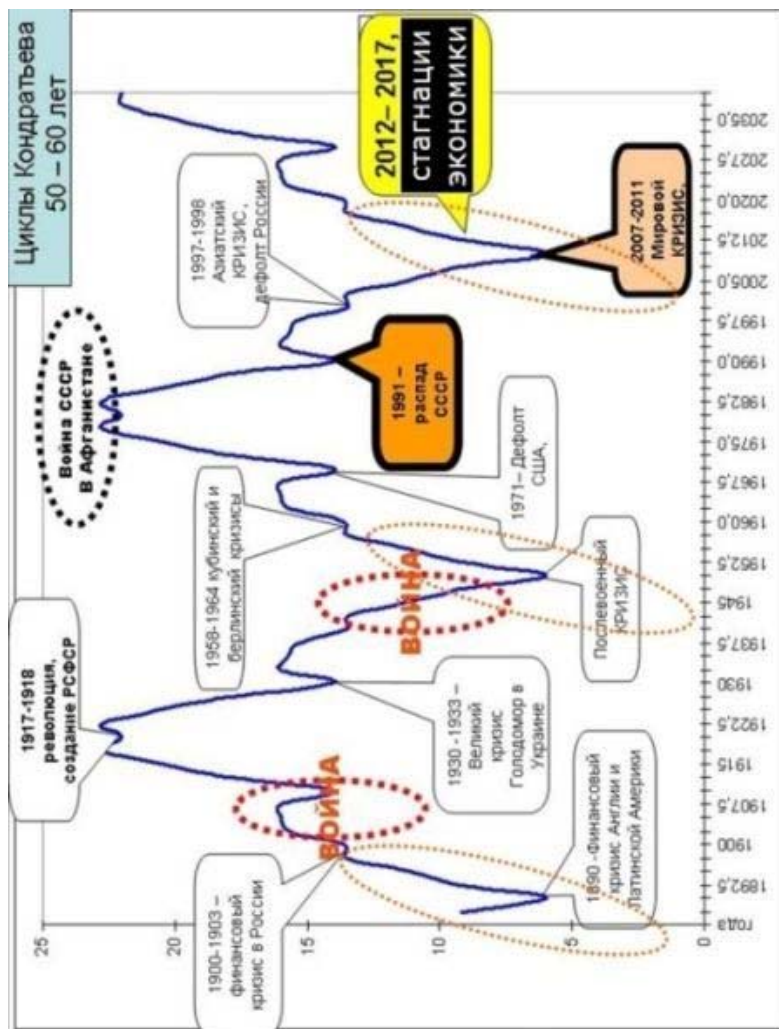 Циклы Кондратьева
50 – 60 лет
1917-1918
революция,
создание РСФСР
Война СССР
в Афганистане
1900-1903 –
финансовый
кризис в России
1958-1964 кубинский и
берлинский кризисы
1997-1998
Азиатский
КРИЗИС,
дефолт России
ВОЙНА
ВОЙНА
2012– 2017,
стагнации
экономики
1930 -1933 –
Великий
кризис
Голодомор в
Украине
1971– Дефолт
США,
1991 –
распад
СССР
1890 -Финансовый
кризис Англии и
Латинской Америки
Послевоенный
КРИЗИС
2007-2011
Мировой
КРИЗИС,
25
20
15
10
5
0
года
1892,5
1900
1907,5
1915
1922,5
1930
1937,5
1945
1952,5
1960,0
1967,5
1975,0
1982,5
1990,0
1997,5
2005,0
2012,5
2020,0
2027,5
2035,0